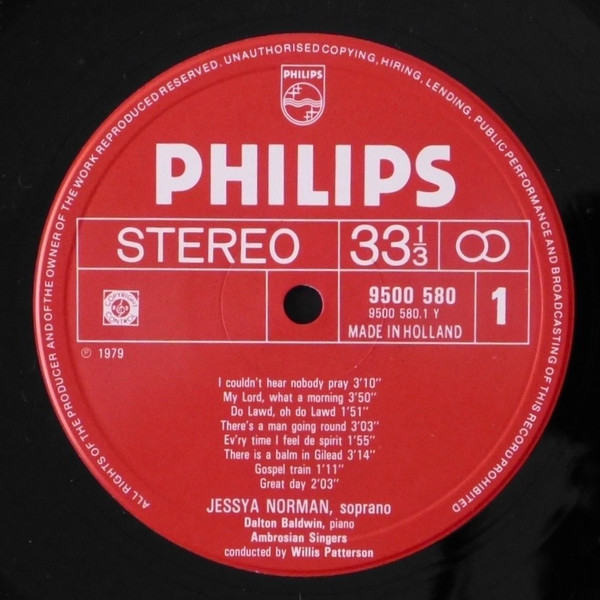 ALL RIGHTS OF THE PRODUCER AND OF THE OWNER OF THE WORK REPRODUCED RESERVED. UNAUTHORISED COPYING, HIRING, LENDING, PUBLIC PERFORMANCE AND BROADCASTING OF THIS RECORD PROHIBITED
PHILIPS
PHILIPS
STEREO 33⅓
COPYRIGHT CONTROL
9500 580
9500 580.1 Y
MADE IN HOLLAND
1
℗ 1979
I couldn't hear nobody pray 3'10"
My Lord, what a morning 3'50"
Do Lawd, oh do Lawd 1'51"
There's a man going round 3'03"
Ev'ry time I feel de spirit 1'55"
There is a balm in Gilead 3'14"
Gospel train 1'11"
Great day 2'03"
JESSYA NORMAN, soprano
Dalton Baldwin, piano
Ambrosian Singers
conducted by Willis Patterson